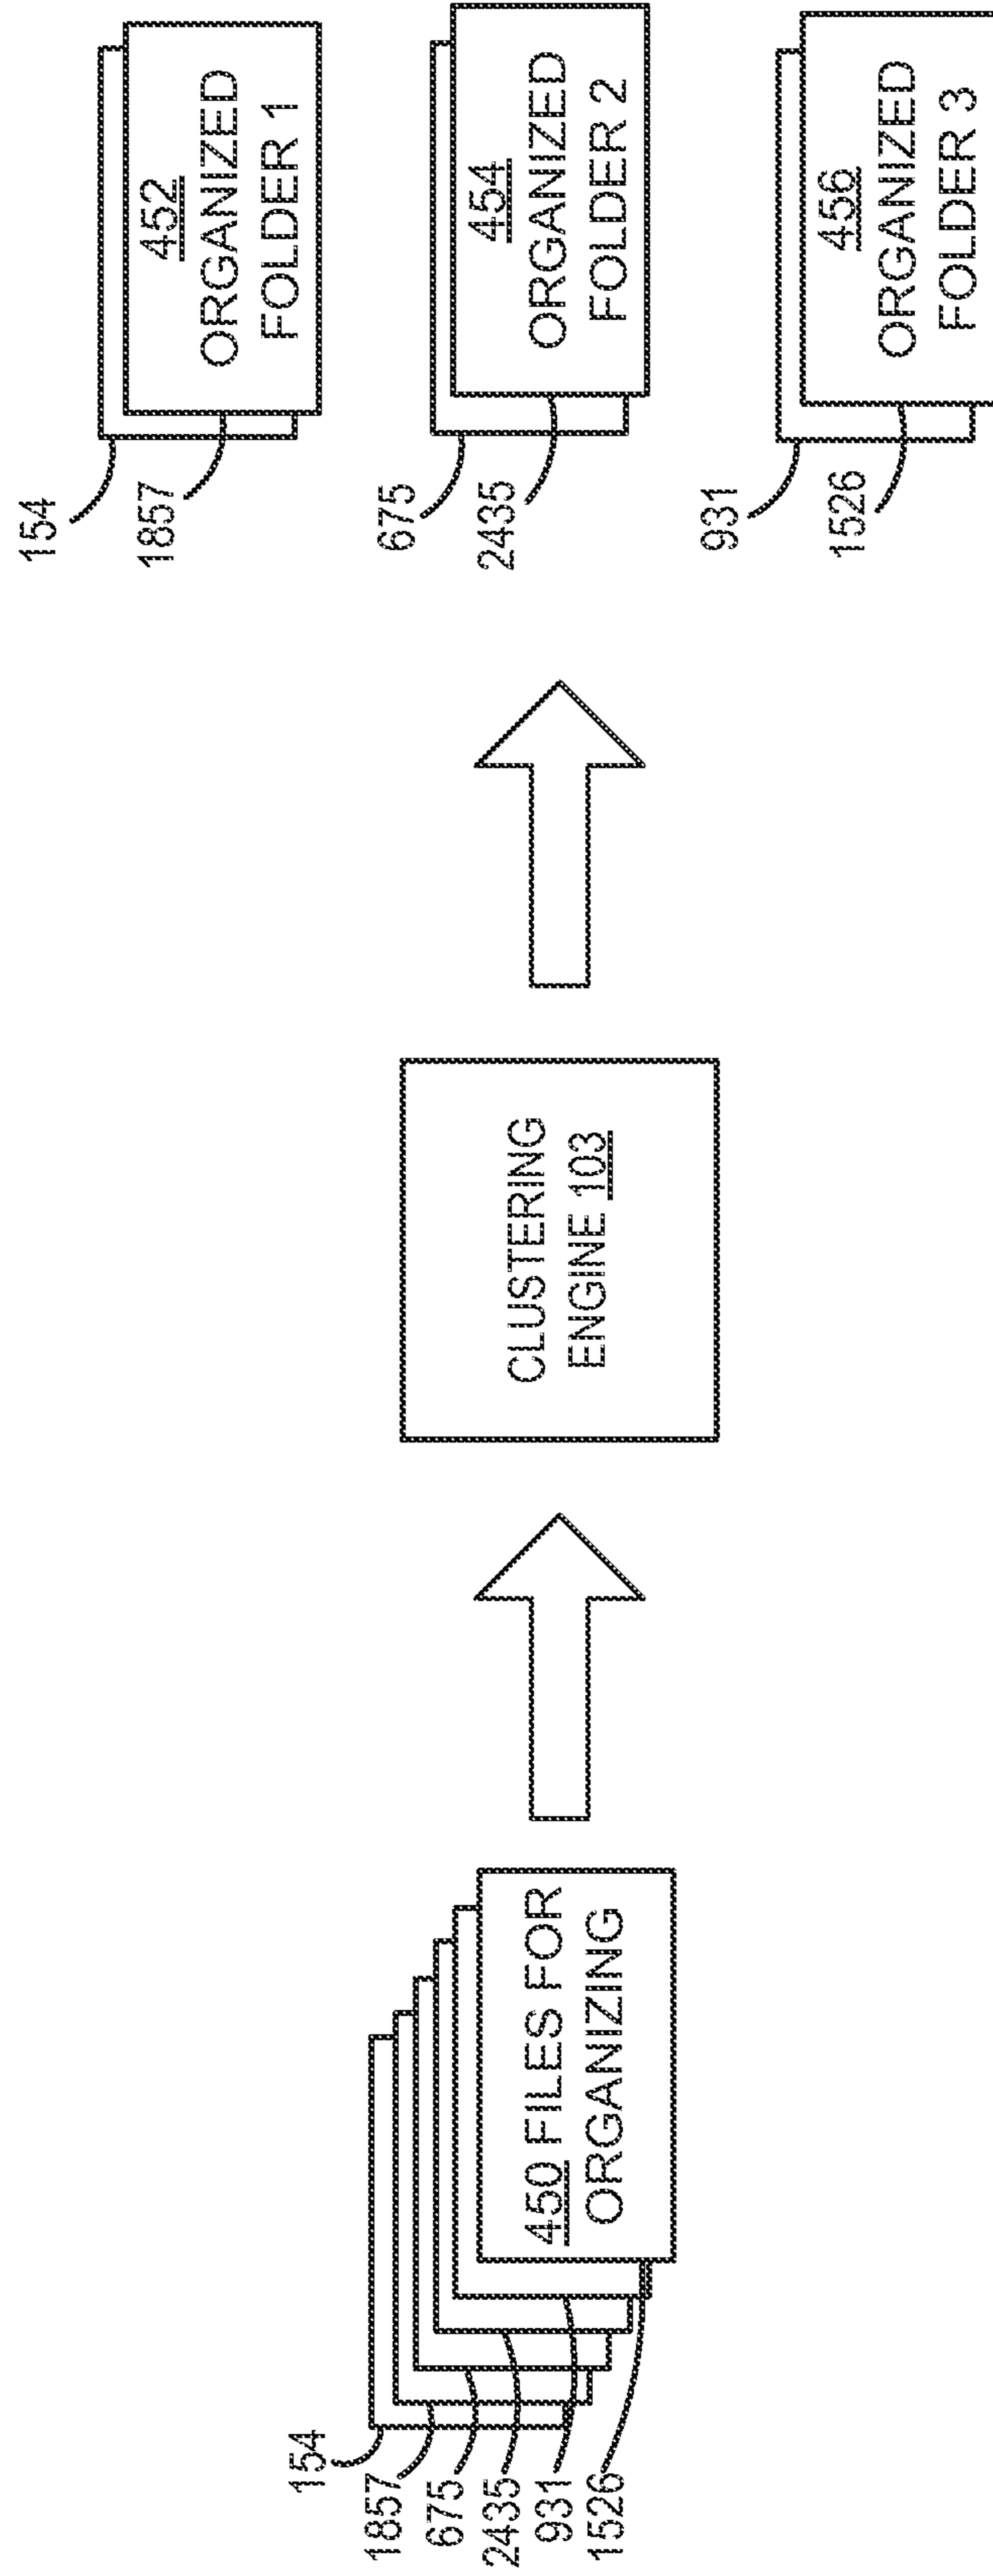 154
1857
675
2435
931
1526
450 FILES FOR
ORGANIZING
CLUSTERING
ENGINE 103
154
1857
452
ORGANIZED
FOLDER 1
675
2435
454
ORGANIZED
FOLDER 2
931
1526
456
ORGANIZED
FOLDER 3